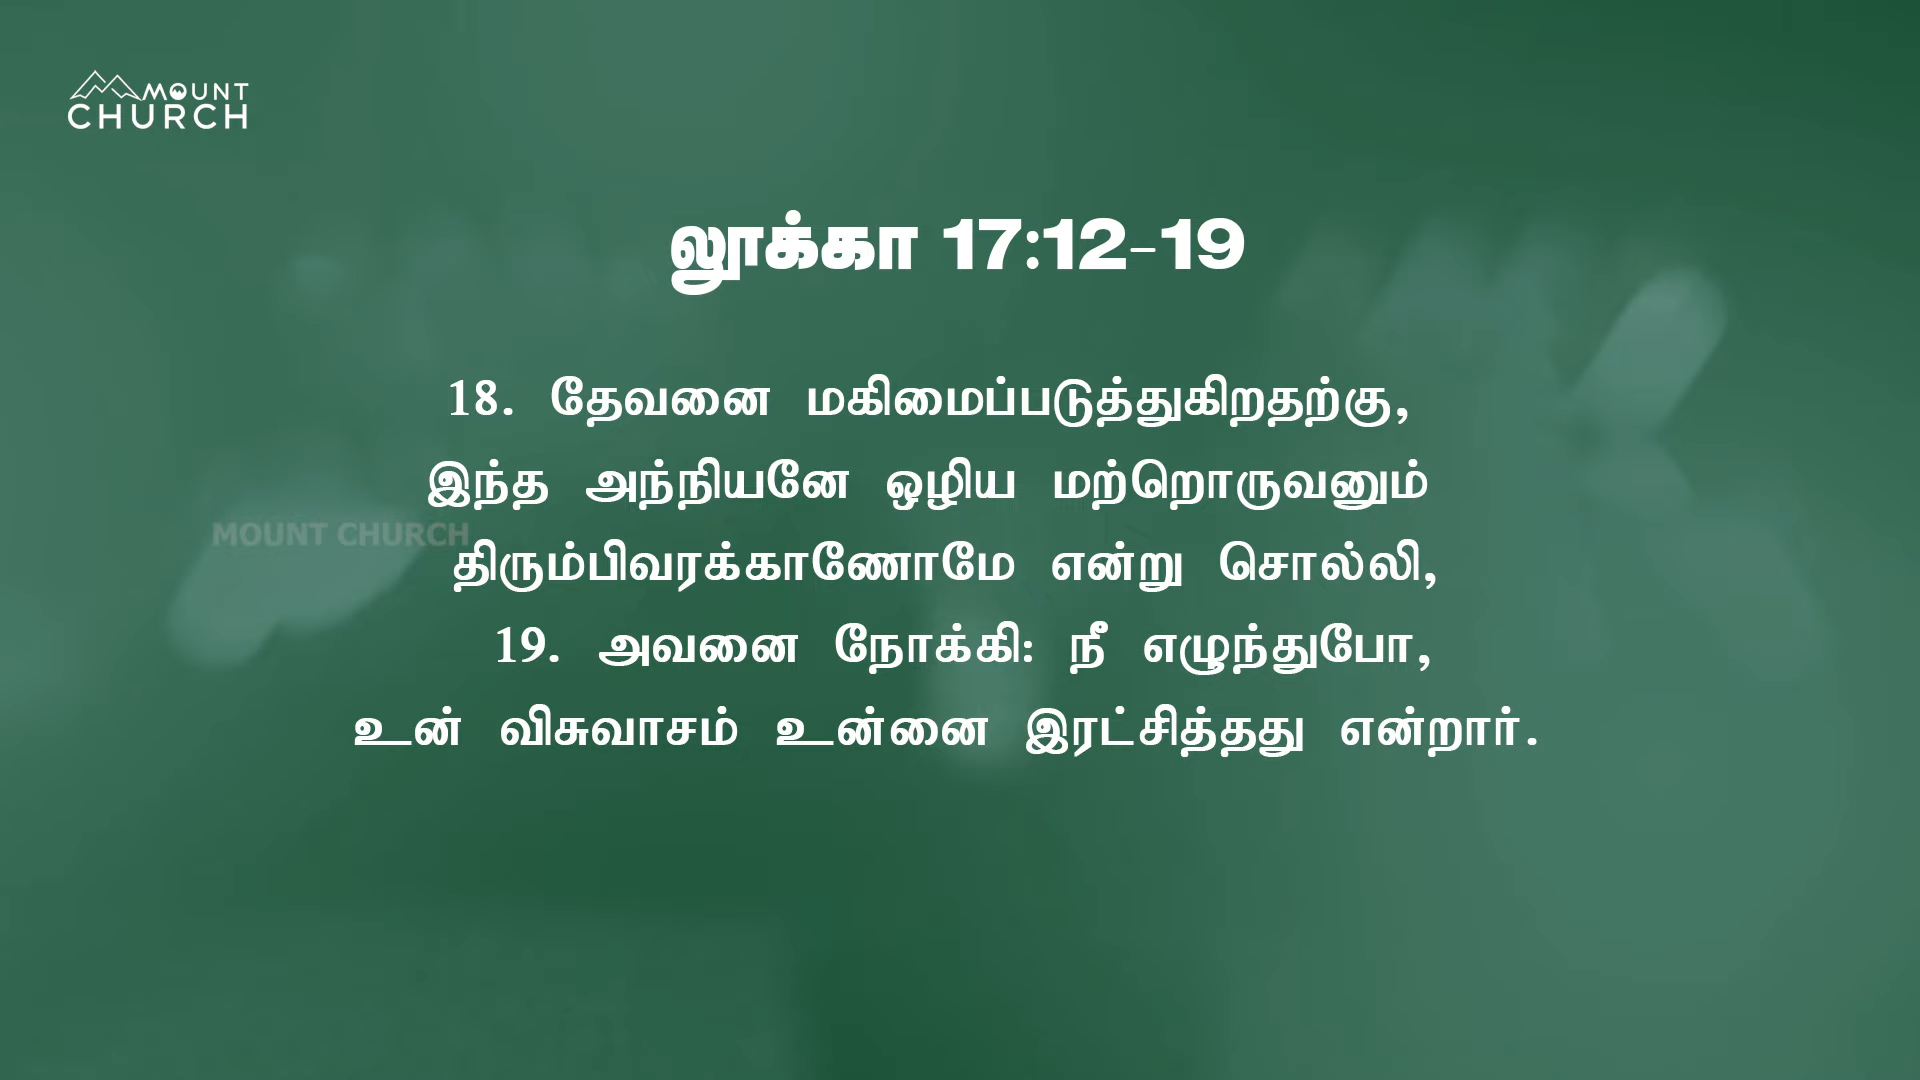 MOUNT
CHURCH
லூக்கா 17:12-19
18. தேவனை மகிமைப்படுத்துகிறதற்கு,
இந்த அந்நியனே ஒழிய மற்றொருவனும்
MOUNT CHURCH
திரும்பிவரக்காணோமே என்று சொல்லி,
19. அவனை நோக்கி: நீ எழுந்துபோ,
உன் விசுவாசம் உன்னை இரட்சித்தது என்றார்.